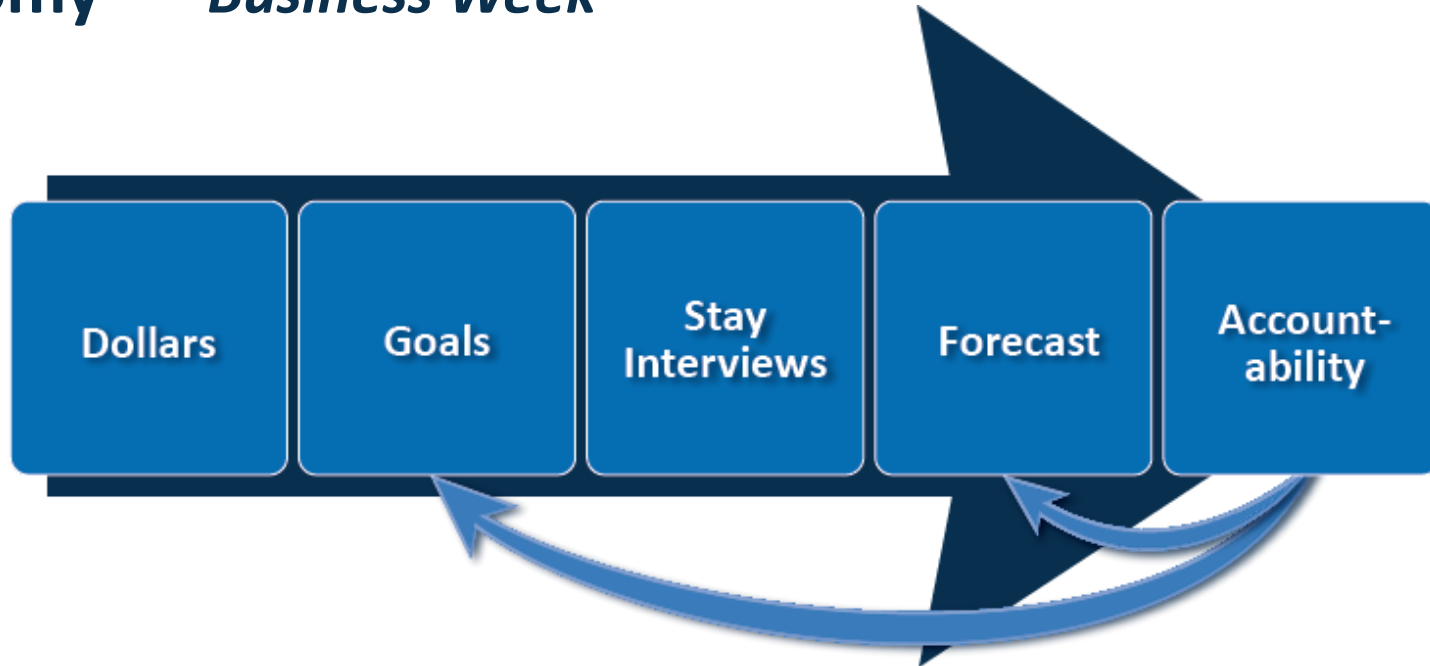 Business Week
Dollars
Goals
Stay
Interviews
Forecast
Account-
ability